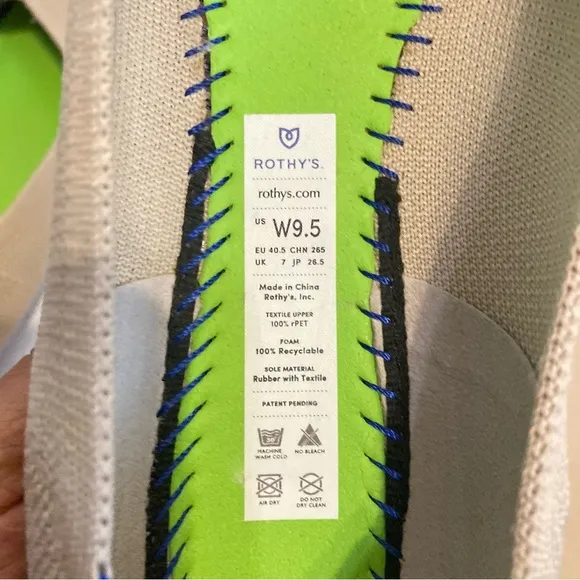 ROTHY'S.
rothys.com
US W9.5
EU 40.5 CHN 265
UK 7 JP 26.5
Made in China
Rothy's, Inc.
TEXTILE UPPER
100% rPET
FOAM
100% Recyclable
SOLE MATERIAL
Rubber with Textile
PATENT PENDING
30°
MACHINE WASH COLD
NO BLEACH
AIR DRY
DO NOT DRY CLEAN